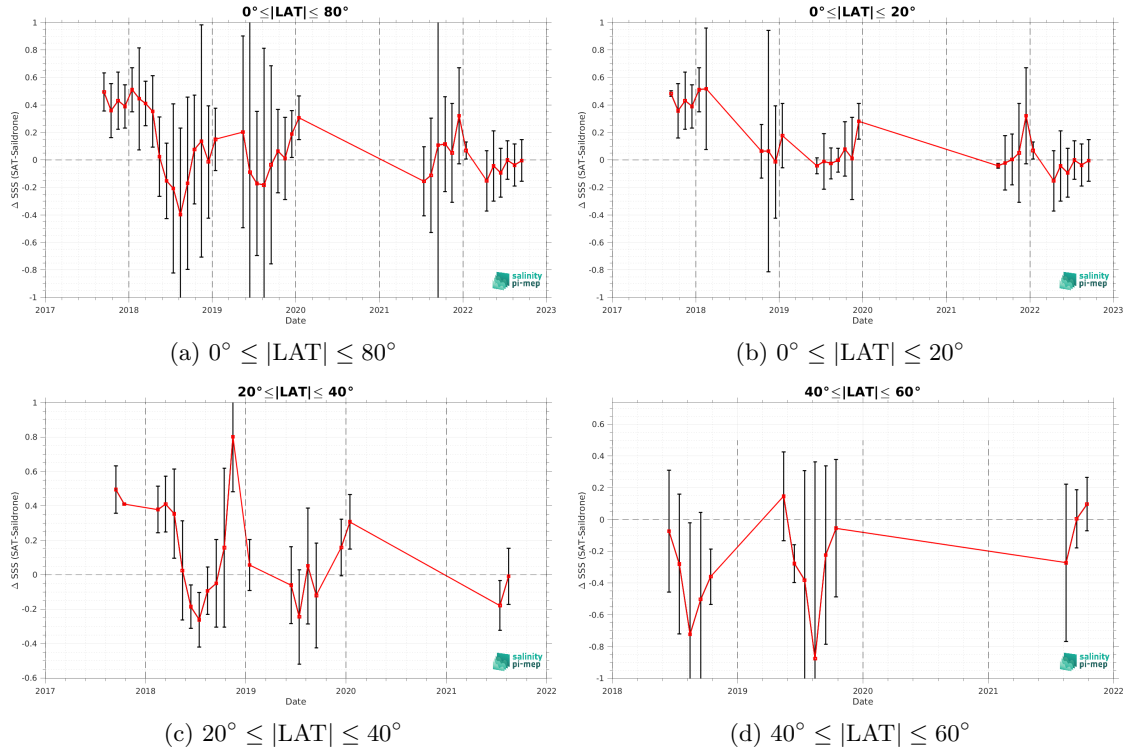 0°≤|LAT|≤ 80°
Δ SSS (SAT-Saildrone)
1
0.8
0.6
0.4
0.2
0
-0.2
-0.4
-0.6
-0.8
-1
2017
2018
2019
2020
2021
2022
2023
Date
salinity
pi-mep
(a) 0° ≤ |LAT| ≤ 80°
0°≤|LAT|≤ 20°
Δ SSS (SAT-Saildrone)
1
0.8
0.6
0.4
0.2
0
-0.2
-0.4
-0.6
-0.8
-1
2017
2018
2019
2020
2021
2022
2023
Date
salinity
pi-mep
(b) 0° ≤ |LAT| ≤ 20°
20°≤|LAT|≤ 40°
Δ SSS (SAT-Saildrone)
1
0.8
0.6
0.4
0.2
0
-0.2
-0.4
-0.6
2017
2018
2019
2020
2021
2022
Date
salinity
pi-mep
(c) 20° ≤ |LAT| ≤ 40°
40°≤|LAT|≤ 60°
Δ SSS (SAT-Saildrone)
0.6
0.4
0.2
0
-0.2
-0.4
-0.6
-0.8
-1
2018
2019
2020
2021
2022
Date
salinity
pi-mep
(d) 40° ≤ |LAT| ≤ 60°